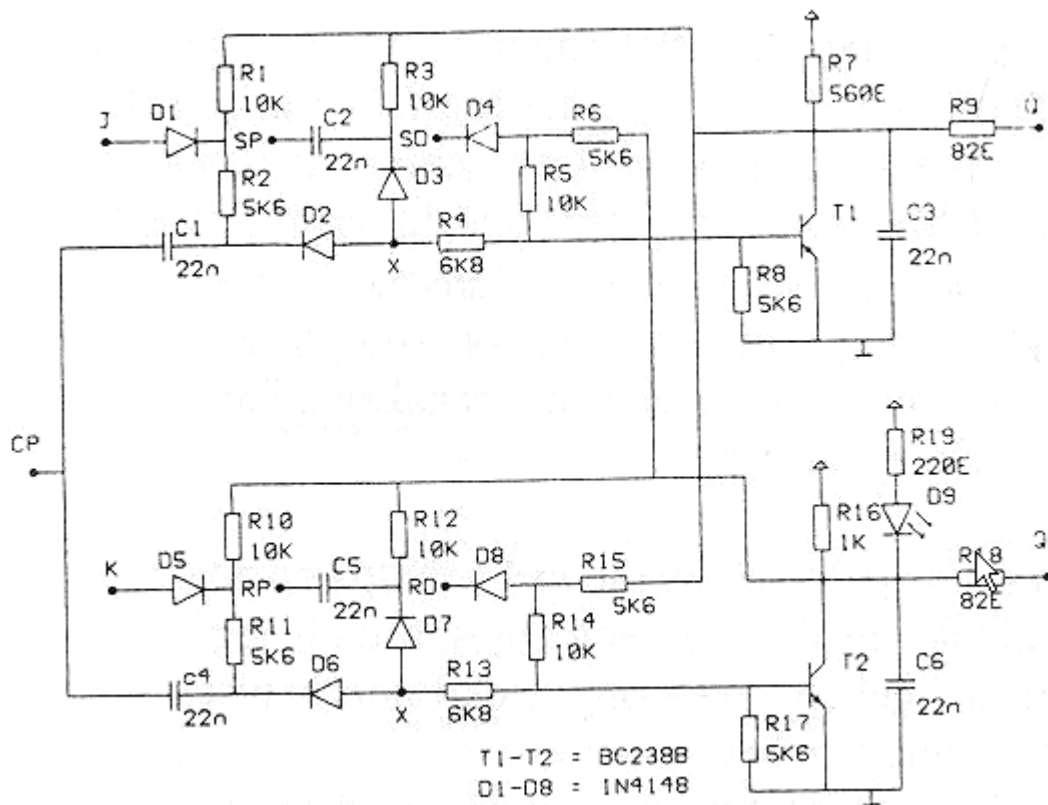 R1
10K
R3
10K
R7
560E
J
D1
SP
C2
22n
SD
D4
R6
5K6
R9
82E
Q
R2
5K6
D3
R5
10K
C1
22n
D2
X
R4
6K8
T1
R8
5K6
C3
22n
CP
R19
220E
D9
R10
10K
R12
10K
R16
1K
K
D5
RP
C5
22n
RD
D8
R15
5K6
R18
82E
Q
R11
5K6
D7
R14
10K
C4
22n
D6
X
R13
6K8
T2
R17
5K6
C6
22n
T1-T2 = BC238B
D1-D8 = 1N4148